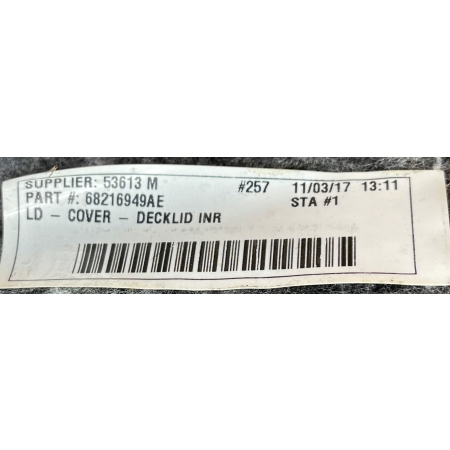 SUPPLIER: 53613 M #257 11/03/17 13:11
PART #: 68216949AE STA #1
LD - COVER - DECKLID INR